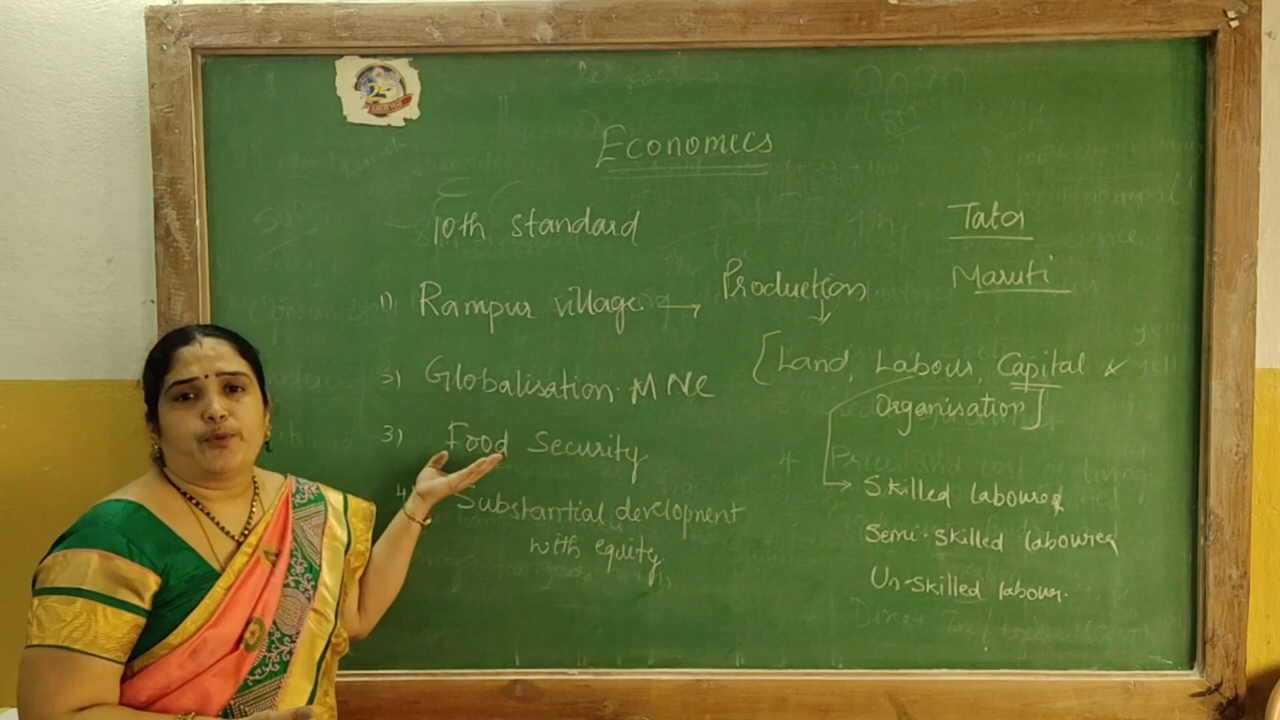 Economics
10th standard
1) Rampur village → Production
↓
[Land, Labour, Capital &
Organisation]
2) Globalisation. MNC
3) Food Security
4) Substantial development
with equity
Tata
Maruti
→ Skilled labourer
Semi-skilled labourer
Un-skilled labour.